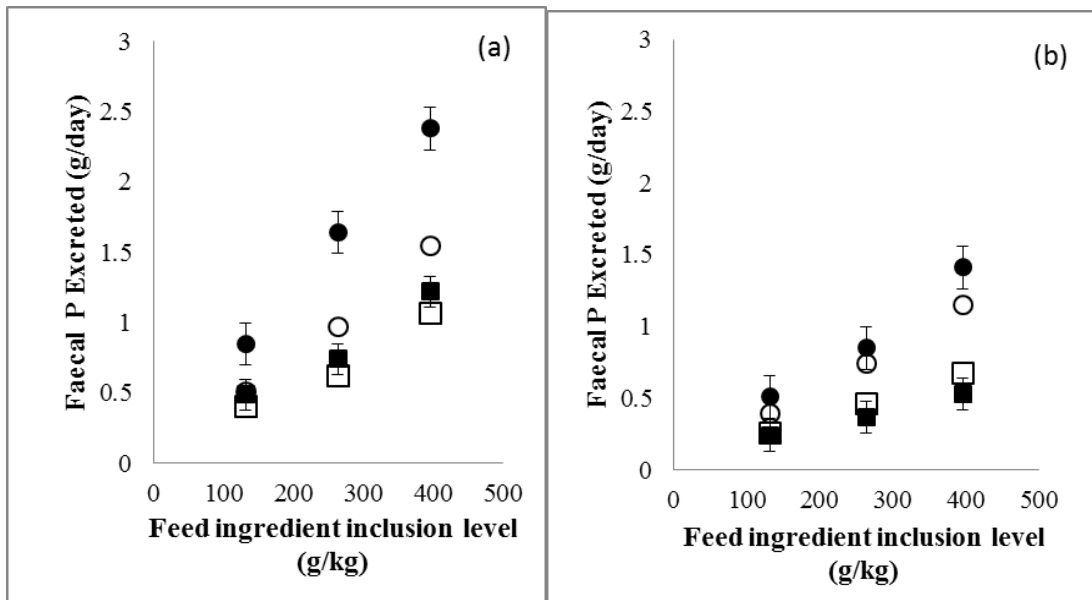 (a)
Faecal P Excreted (g/day)
3
2.5
2
1.5
1
0.5
0
0 100 200 300 400 500
Feed ingredient inclusion level
(g/kg)
(b)
Faecal P Excreted (g/day)
3
2.5
2
1.5
1
0.5
0
0 100 200 300 400 500
Feed ingredient inclusion level
(g/kg)